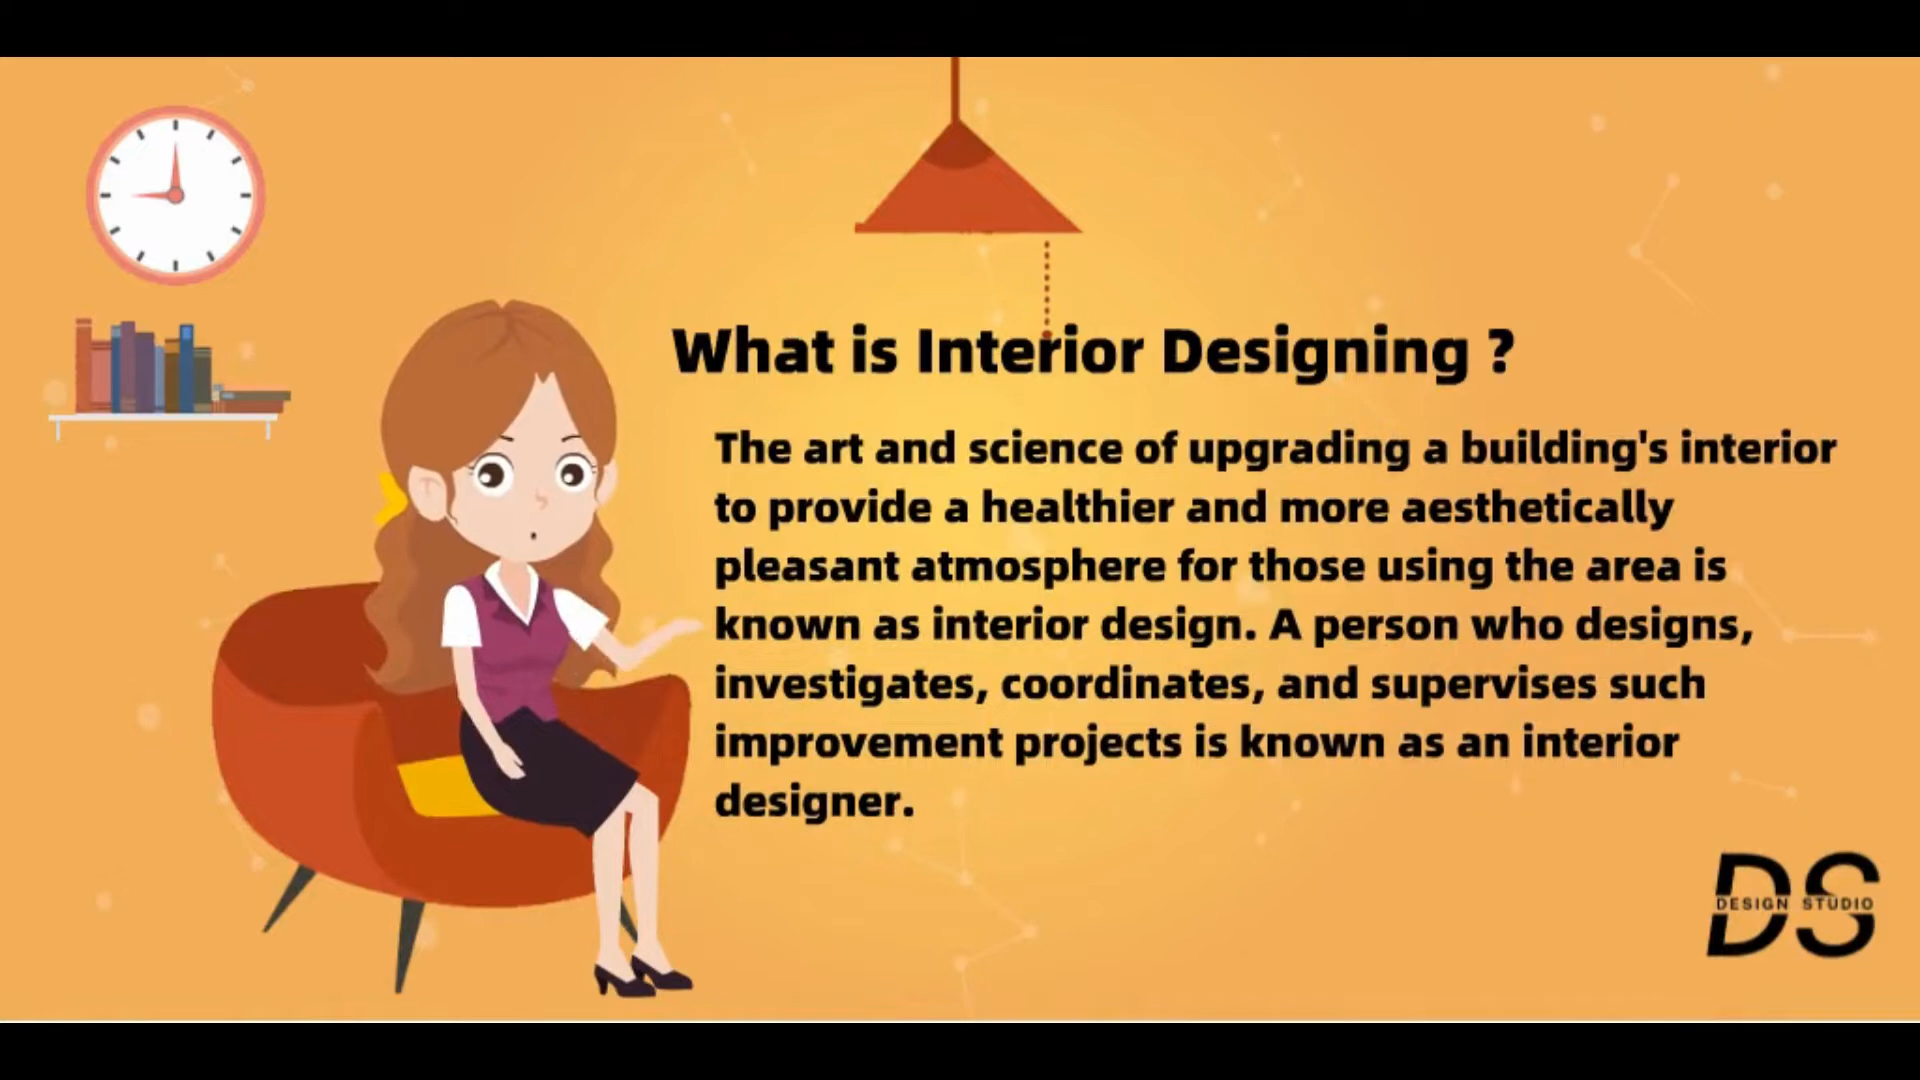 What is Interior Designing ?
The art and science of upgrading a building's interior
to provide a healthier and more aesthetically
pleasant atmosphere for those using the area is
known as interior design. A person who designs,
investigates, coordinates, and supervises such
improvement projects is known as an interior
designer.
DS
DESIGN STUDIO